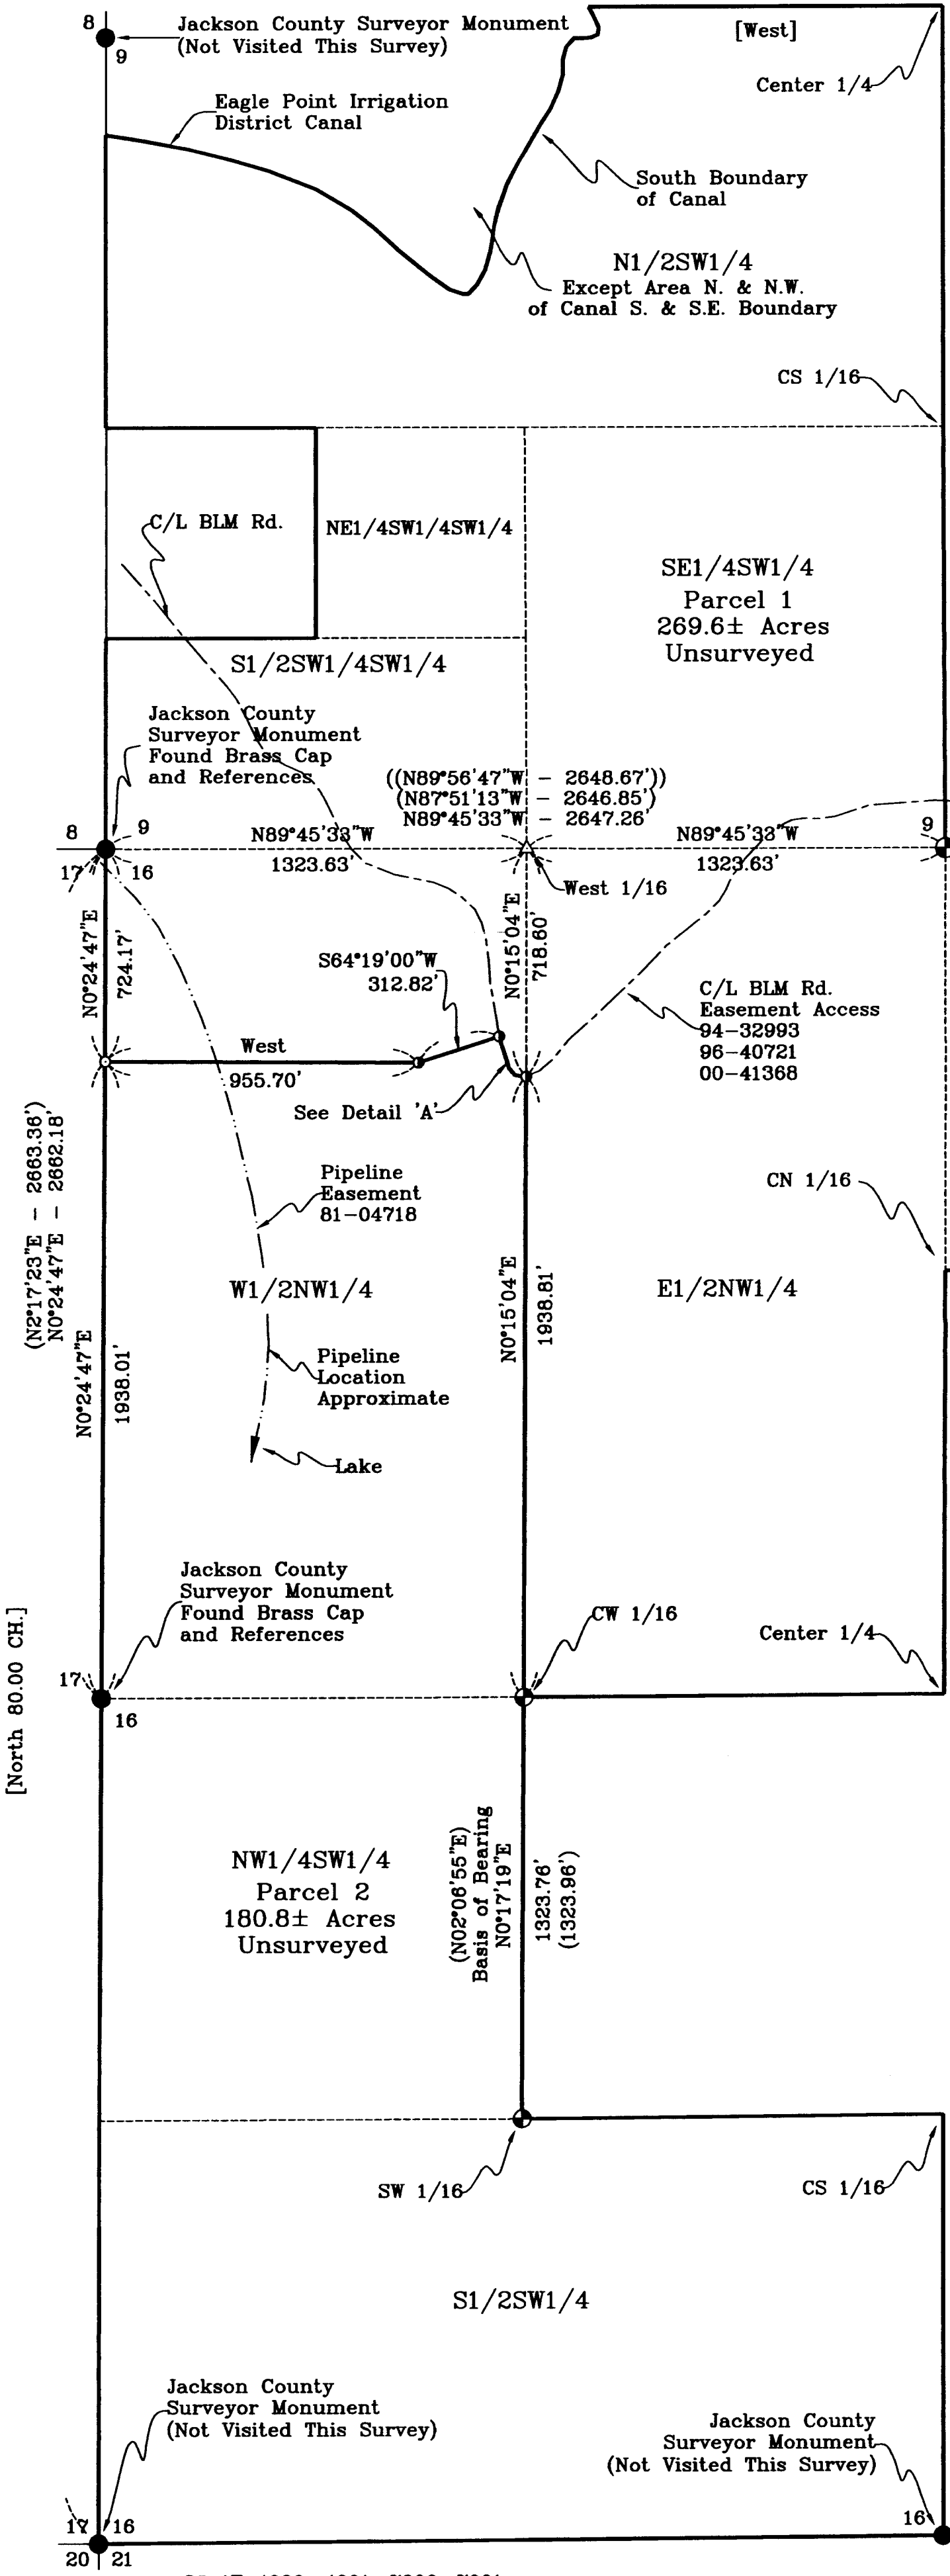 8
Jackson County Surveyor Monument
(Not Visited This Survey)
9
[West]
Center 1/4
Eagle Point Irrigation
District Canal
South Boundary
of Canal
N1/2SW1/4
Except Area N. & N.W.
of Canal S. & S.E. Boundary
CS 1/16
C/L BLM Rd.
NE1/4SW1/4SW1/4
SE1/4SW1/4
Parcel 1
269.6± Acres
Unsurveyed
S1/2SW1/4SW1/4
Jackson County
Surveyor Monument
Found Brass Cap
and References
((N89°56'47"W - 2648.67'))
(N87°51'13"W - 2646.85')
N89°45'33"W - 2647.26'
8
9
N89°45'33"W
1323.63'
N89°45'33"W
1323.63'
9
17
16
West 1/16
N0°24'47"E
724.17'
N0°15'04"E
718.60'
S64°19'00"W
312.82'
C/L BLM Rd.
Easement Access
94-32993
96-40721
00-41368
West
955.70'
See Detail 'A'
(N2°17'23"E - 2663.36')
N0°24'47"E - 2662.18'
Pipeline
Easement
81-04718
CN 1/16
W1/2NW1/4
E1/2NW1/4
N0°15'04"E
1938.81'
N0°24'47"E
1938.01'
Pipeline
Location
Approximate
Lake
Jackson County
Surveyor Monument
Found Brass Cap
and References
CW 1/16
Center 1/4
17
16
[North 80.00 CH.]
NW1/4SW1/4
Parcel 2
180.8± Acres
Unsurveyed
(N02°06'55"E)
Basis of Bearing
N0°17'19"E
1323.76'
(1323.96')
SW 1/16
CS 1/16
S1/2SW1/4
Jackson County
Surveyor Monument
(Not Visited This Survey)
Jackson County
Surveyor Monument
(Not Visited This Survey)
17
16
16
20
21